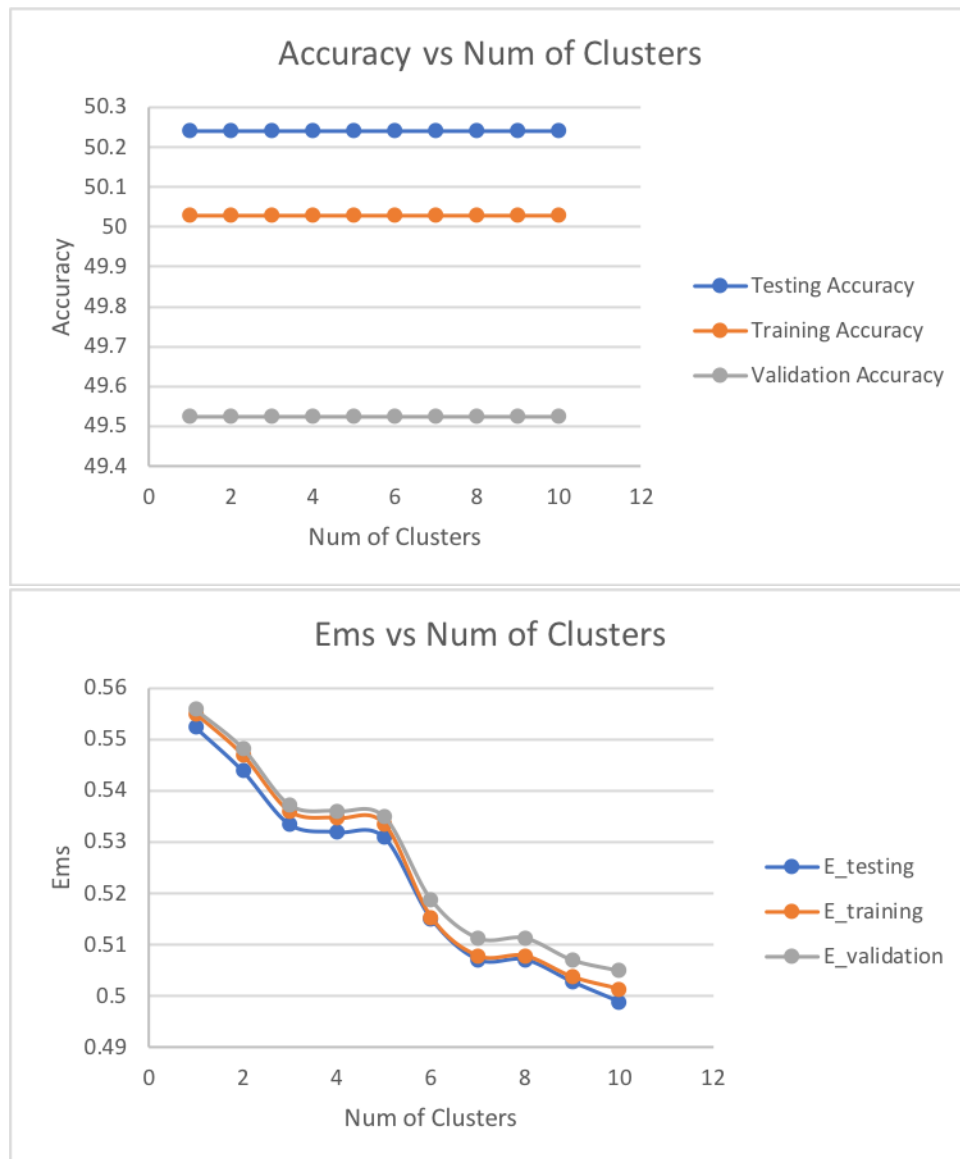 Accuracy vs Num of Clusters
50.3
50.2
50.1
50
49.9
49.8
49.7
49.6
49.5
49.4
Accuracy
0 2 4 6 8 10 12
Num of Clusters
Testing Accuracy
Training Accuracy
Validation Accuracy
Ems vs Num of Clusters
0.56
0.55
0.54
0.53
0.52
0.51
0.5
0.49
Ems
0 2 4 6 8 10 12
Num of Clusters
E_testing
E_training
E_validation